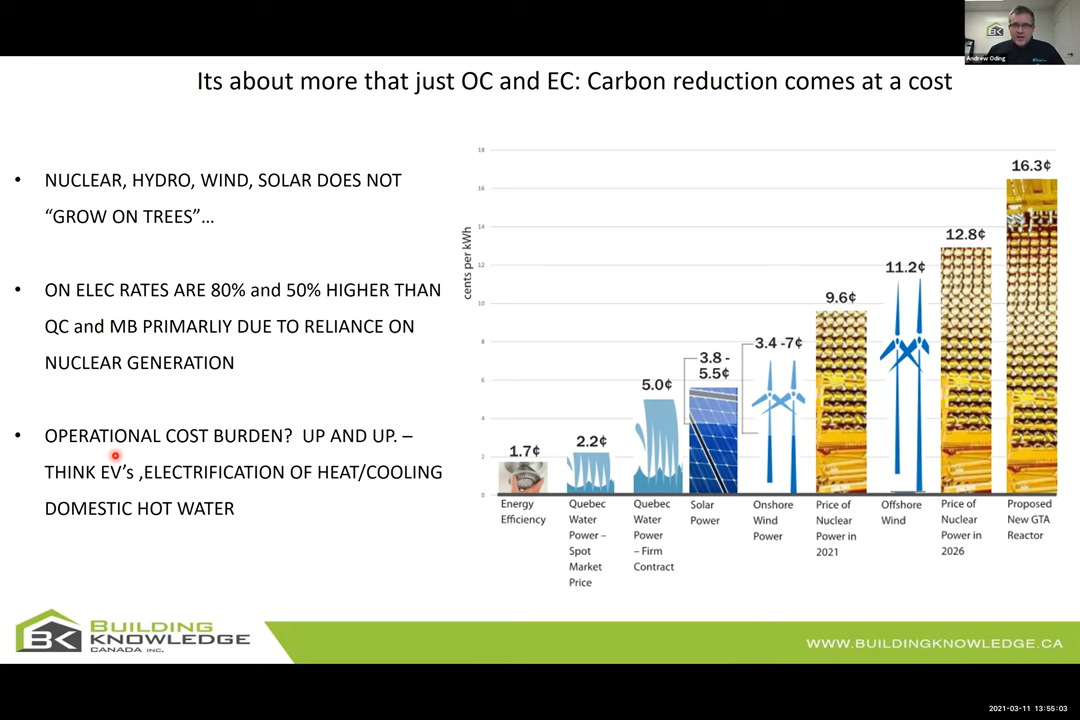 Andrew Oding
Its about more that just OC and EC: Carbon reduction comes at a cost
• NUCLEAR, HYDRO, WIND, SOLAR DOES NOT
“GROW ON TREES”…
• ON ELEC RATES ARE 80% and 50% HIGHER THAN
QC and MB PRIMARLIY DUE TO RELIANCE ON
NUCLEAR GENERATION
• OPERATIONAL COST BURDEN? UP AND UP. –
THINK EV’s ,ELECTRIFICATION OF HEAT/COOLING
DOMESTIC HOT WATER
cents per kWh
18
16
14
12
10
8
6
4
2
0
1.7¢
2.2¢
5.0¢
3.8 -
5.5¢
3.4 -7¢
9.6¢
11.2¢
12.8¢
16.3¢
Energy
Efficiency
Quebec
Water
Power –
Spot
Market
Price
Quebec
Water
Power
– Firm
Contract
Solar
Power
Onshore
Wind
Power
Price of
Nuclear
Power in
2021
Offshore
Wind
Price of
Nuclear
Power in
2026
Proposed
New GTA
Reactor
BK
BUILDING
KNOWLEDGE
CANADA INC.
WWW.BUILDINGKNOWLEDGE.CA
2021-03-11 13:55:03